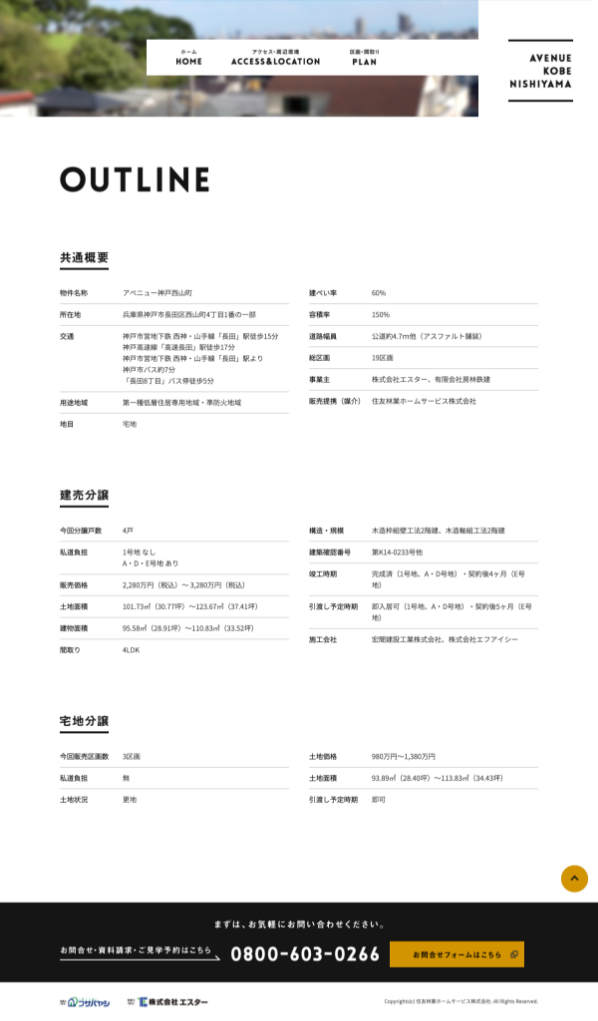 ホーム
HOME
アクセス・周辺環境
ACCESS&LOCATION
区画・間取り
PLAN
AVENUE
KOBE
NISHIYAMA
OUTLINE
共通概要
物件名称 アベニュー神戸西山町
所在地 兵庫県神戸市長田区西山町4丁目1番の一部
交通 神戸市営地下鉄 西神・山手線「長田」駅徒歩15分
神戸高速線「高速長田」駅徒歩17分
神戸市営地下鉄 西神・山手線「長田」駅より
神戸市バス約7分
「長田8丁目」バス停徒歩5分
用途地域 第一種低層住居専用地域・準防火地域
地目 宅地
建ぺい率 60%
容積率 150%
道路幅員 公道約4.7m他（アスファルト舗装）
総区画 19区画
事業主 株式会社エスター、有限会社房林鉄建
販売提携（媒介） 住友林業ホームサービス株式会社
建売分譲
今回分譲戸数 4戸
私道負担 1号地 なし
A・D・E号地 あり
販売価格 2,280万円（税込）～3,280万円（税込）
土地面積 101.73㎡（30.77坪）～123.67㎡（37.41坪）
建物面積 95.58㎡（28.91坪）～110.83㎡（33.52坪）
間取り 4LDK
構造・規模 木造枠組壁工法2階建、木造軸組工法2階建
建築確認番号 第K14-0233号他
竣工時期 完成済（1号地、A・D号地）・契約後4ヶ月（E号
地）
引渡し予定時期 即入居可（1号地、A・D号地）・契約後5ヶ月（E号
地）
施工会社 宏聞建設工業株式会社、株式会社エフアイシー
宅地分譲
今回販売区画数 3区画
私道負担 無
土地状況 更地
土地価格 980万円～1,380万円
土地面積 93.89㎡（28.40坪）～113.83㎡（34.43坪）
引渡し予定時期 即可
まずは、お気軽にお問い合わせください。
お問合せ・資料請求・ご見学予約はこちら
0800-603-0266
お問合せフォームはこちら
フサバヤシ
株式会社 エスター
Copyrights(c) 住友林業ホームサービス株式会社. All Rights Reserved.